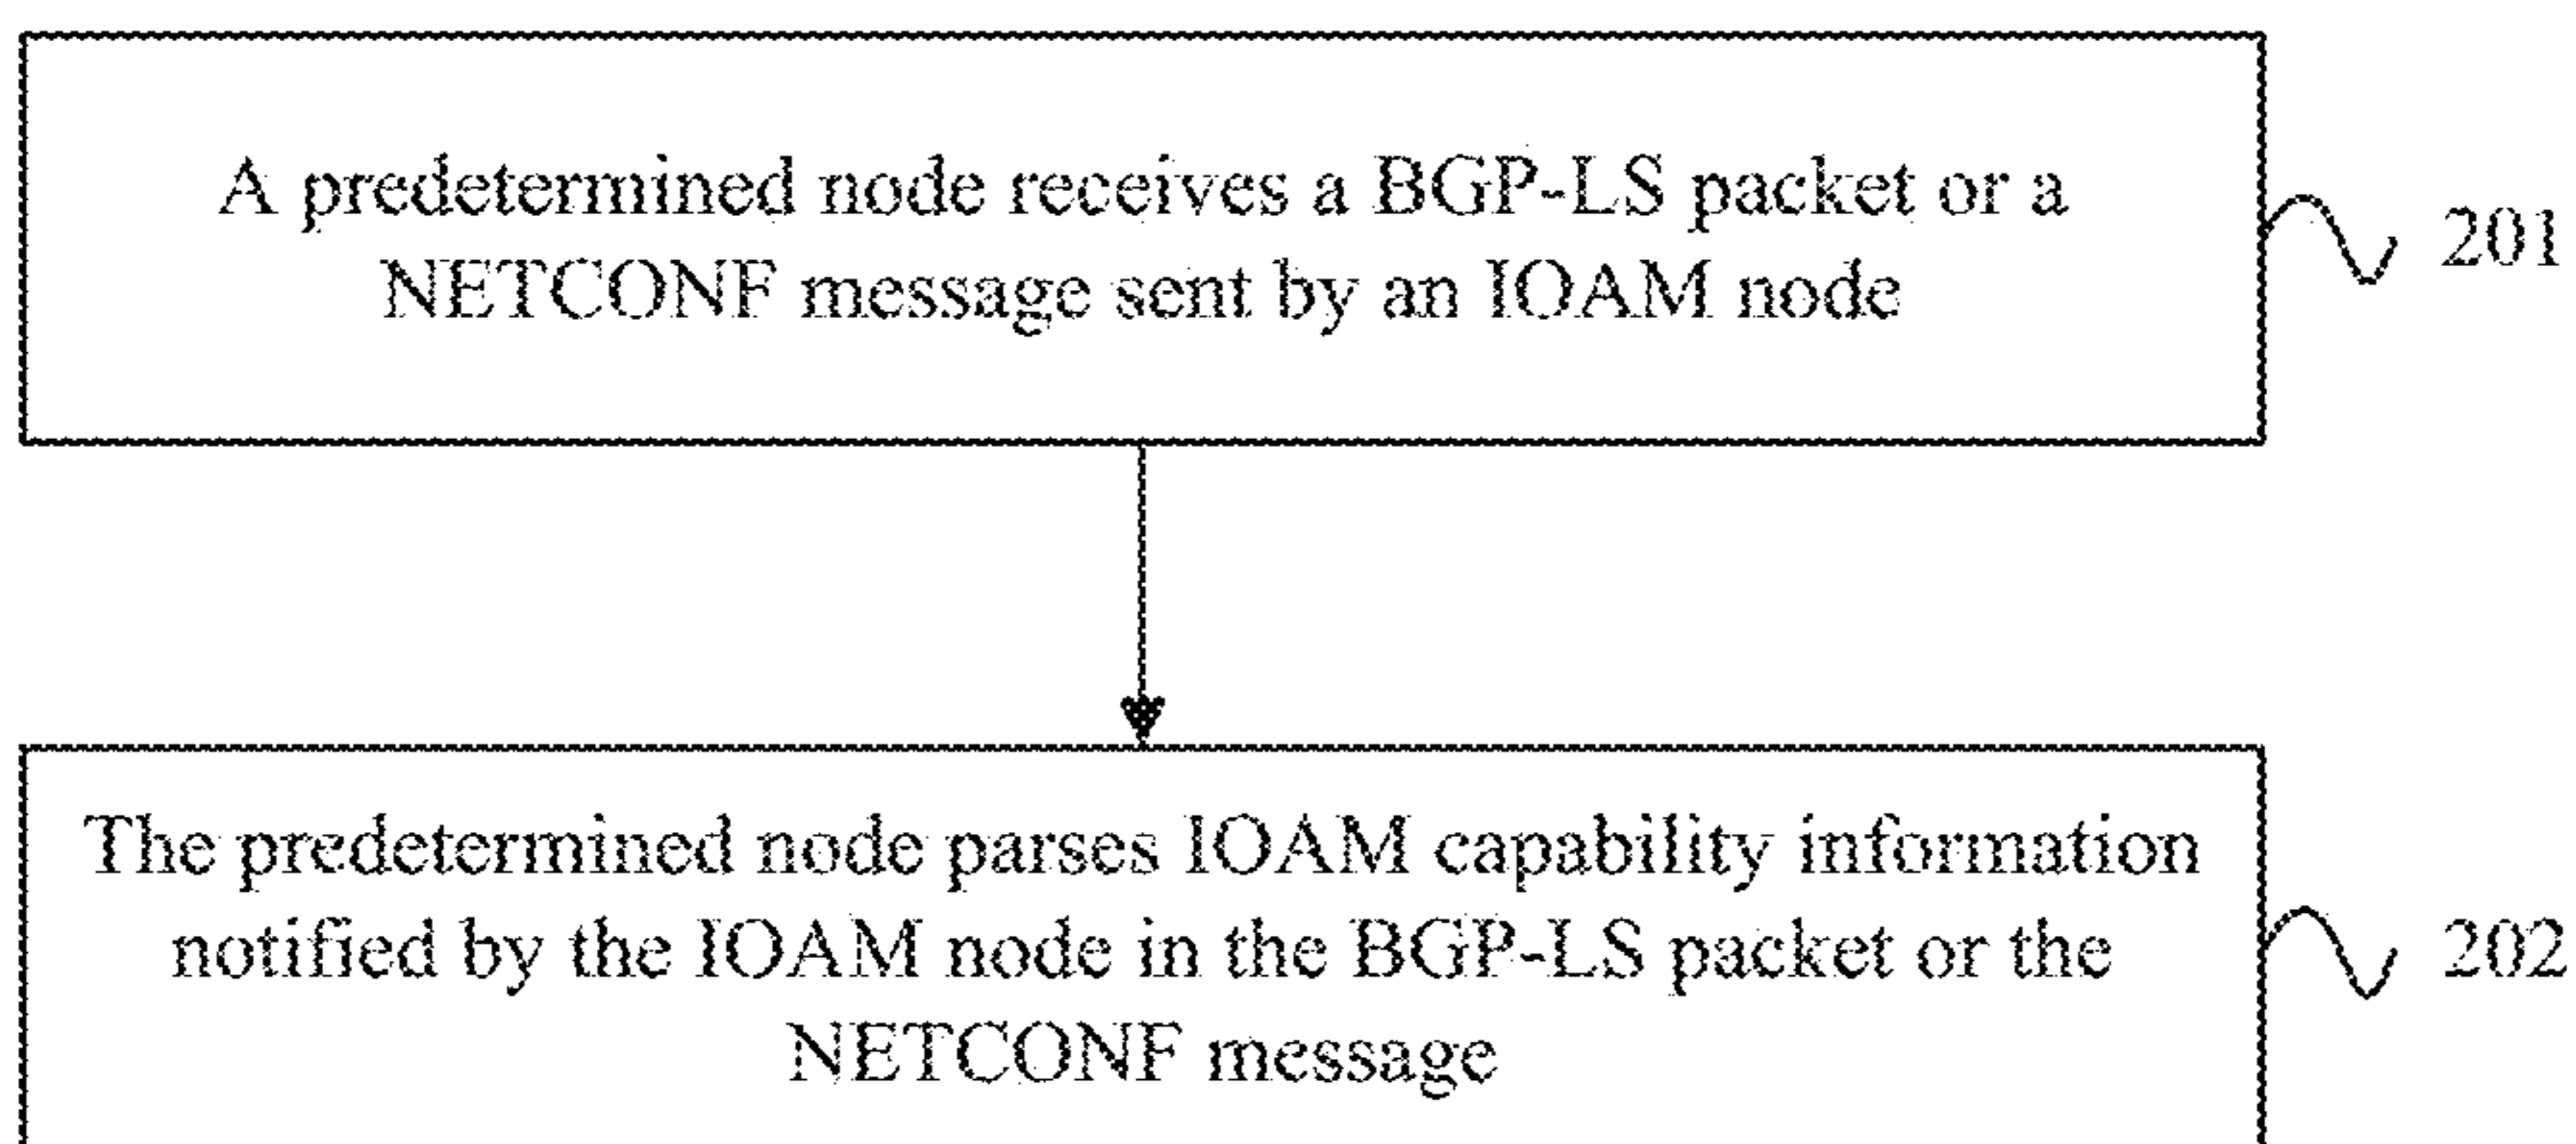 A predetermined node receives a BGP-LS packet or a
NETCONF message sent by an IOAM node
201
The predetermined node parses IOAM capability information
notified by the IOAM node in the BGP-LS packet or the
NETCONF message
202